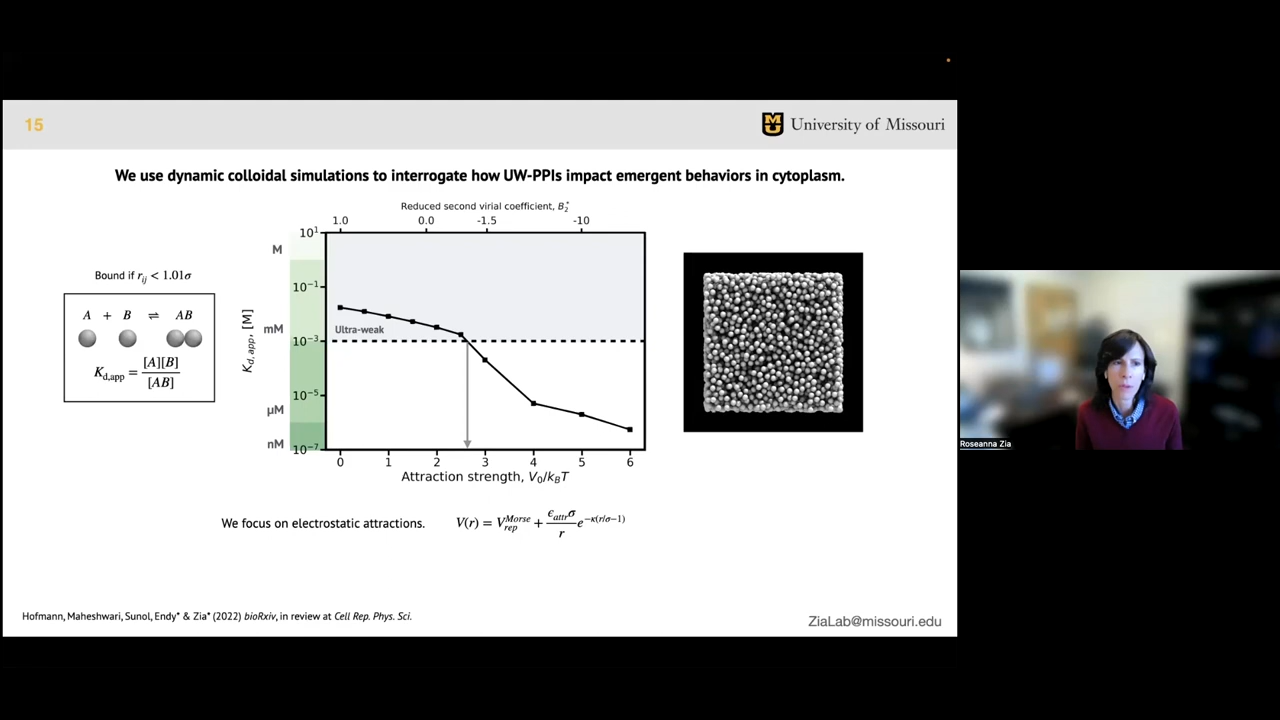 15
University of Missouri
We use dynamic colloidal simulations to interrogate how UW-PPIs impact emergent behaviors in cytoplasm.
Reduced second virial coefficient, B₂*
1.0 0.0 -1.5 -10
Bound if rᵢⱼ < 1.01σ
A + B ⇌ AB
K_d,app = [A][B] / [AB]
K_d, app, [M]
M
mM
μM
nM
10¹
10⁻¹
10⁻³
10⁻⁵
10⁻⁷
Ultra-weak
0 1 2 3 4 5 6
Attraction strength, V₀/k_BT
We focus on electrostatic attractions.
V(r) = V_rep^Morse + (ϵ_attr σ / r) e^(−κ(r/σ−1))
Hofmann, Maheshwari, Sunol, Endy* & Zia* (2022) bioRxiv, in review at Cell Rep. Phys. Sci.
ZiaLab@missouri.edu
Roseanna Zia